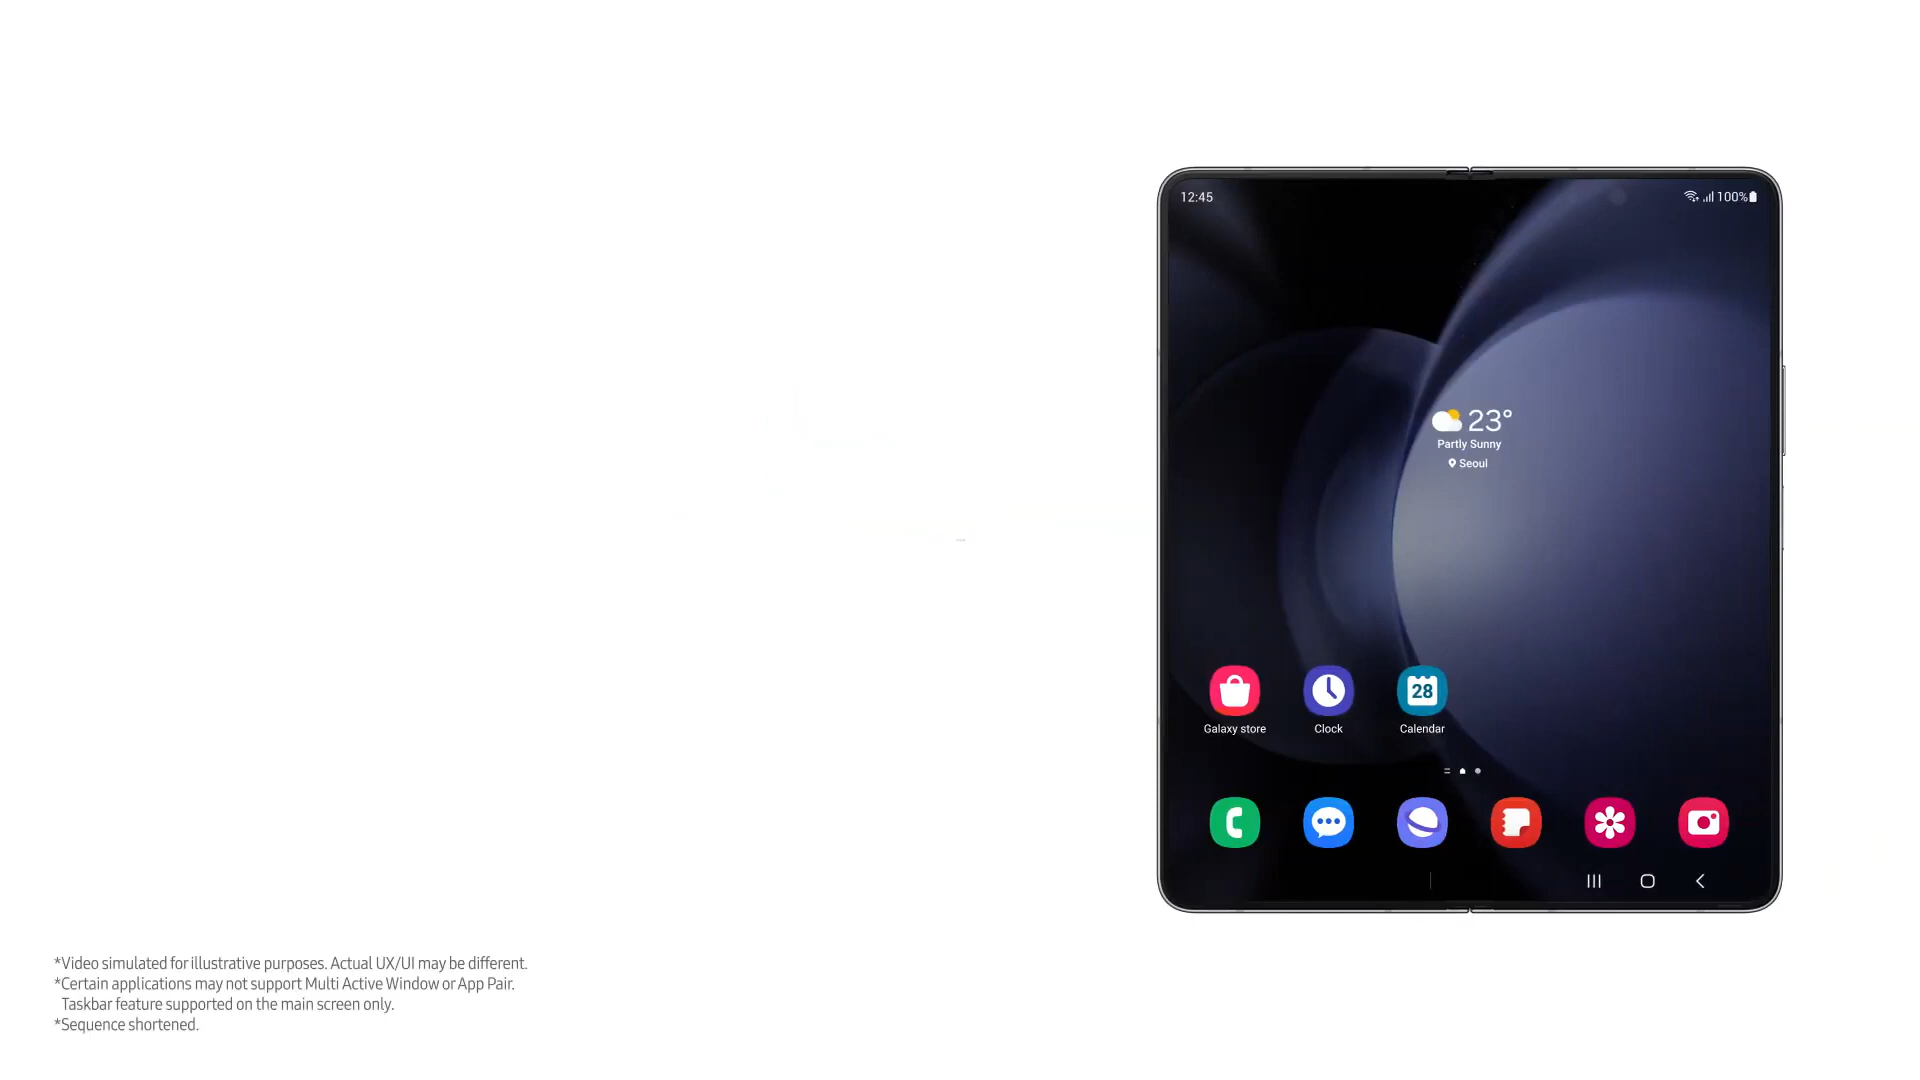 12:45
100%
23°
Partly Sunny
Seoul
28
Galaxy store
Clock
Calendar
*Video simulated for illustrative purposes. Actual UX/UI may be different.
*Certain applications may not support Multi Active Window or App Pair.
Taskbar feature supported on the main screen only.
*Sequence shortened.